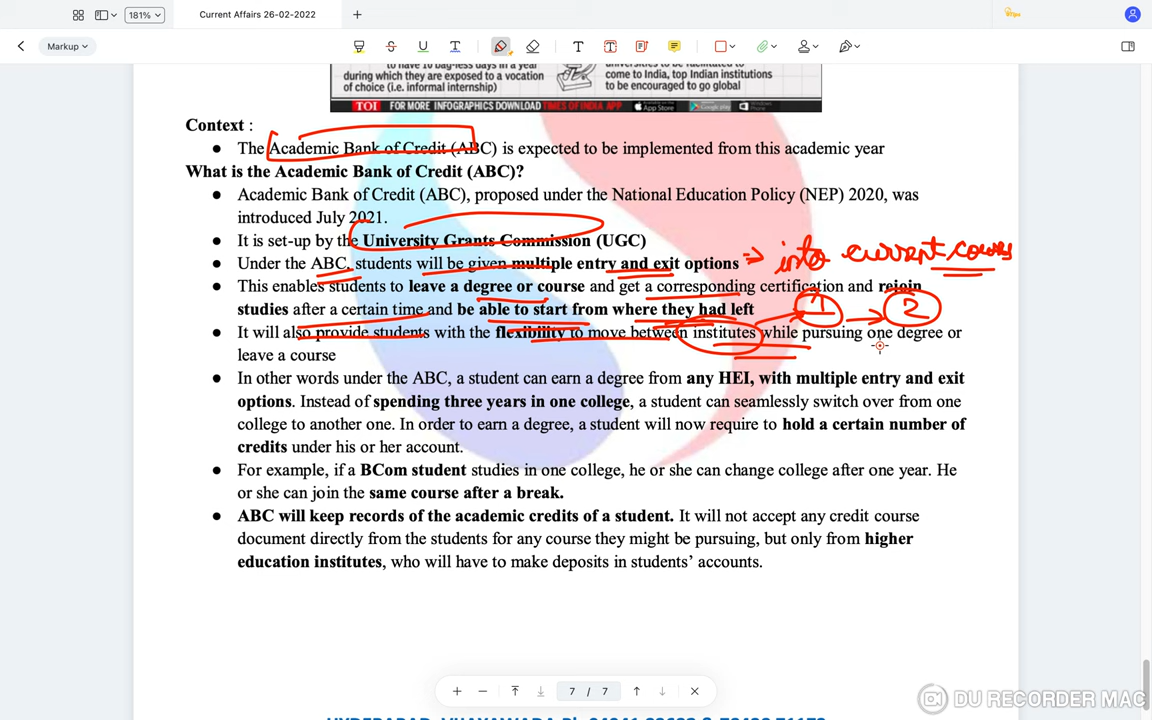 181%
Current Affairs 26-02-2022
Markup
to have 10 bag-less days in a year
during which they are exposed to a vocation
of choice (i.e. informal internship)
universities to be facilitated to
come to India, top Indian institutions
to be encouraged to go global
TOI FOR MORE INFOGRAPHICS DOWNLOAD TIMES OF INDIA APP
Context :
• The Academic Bank of Credit (ABC) is expected to be implemented from this academic year
What is the Academic Bank of Credit (ABC)?
• Academic Bank of Credit (ABC), proposed under the National Education Policy (NEP) 2020, was
introduced July 2021.
• It is set-up by the University Grants Commission (UGC)
• Under the ABC, students will be given multiple entry and exit options
into current course
• This enables students to leave a degree or course and get a corresponding certification and rejoin
studies after a certain time and be able to start from where they had left
1 2
• It will also provide students with the flexibility to move between institutes while pursuing one degree or
leave a course
• In other words under the ABC, a student can earn a degree from any HEI, with multiple entry and exit
options. Instead of spending three years in one college, a student can seamlessly switch over from one
college to another one. In order to earn a degree, a student will now require to hold a certain number of
credits under his or her account.
• For example, if a BCom student studies in one college, he or she can change college after one year. He
or she can join the same course after a break.
• ABC will keep records of the academic credits of a student. It will not accept any credit course
document directly from the students for any course they might be pursuing, but only from higher
education institutes, who will have to make deposits in students’ accounts.
7 / 7
DU RECORDER MAC